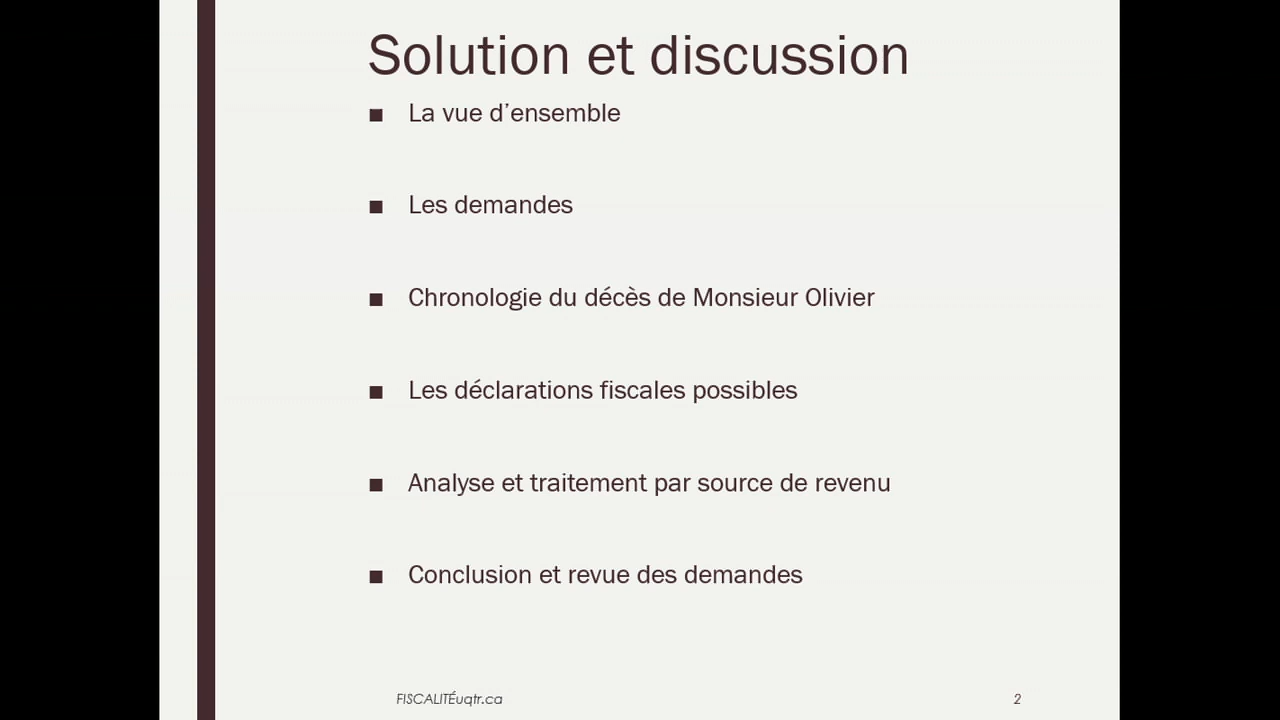 Solution et discussion
■ La vue d’ensemble
■ Les demandes
■ Chronologie du décès de Monsieur Olivier
■ Les déclarations fiscales possibles
■ Analyse et traitement par source de revenu
■ Conclusion et revue des demandes
FISCALITÉuqtr.ca 2